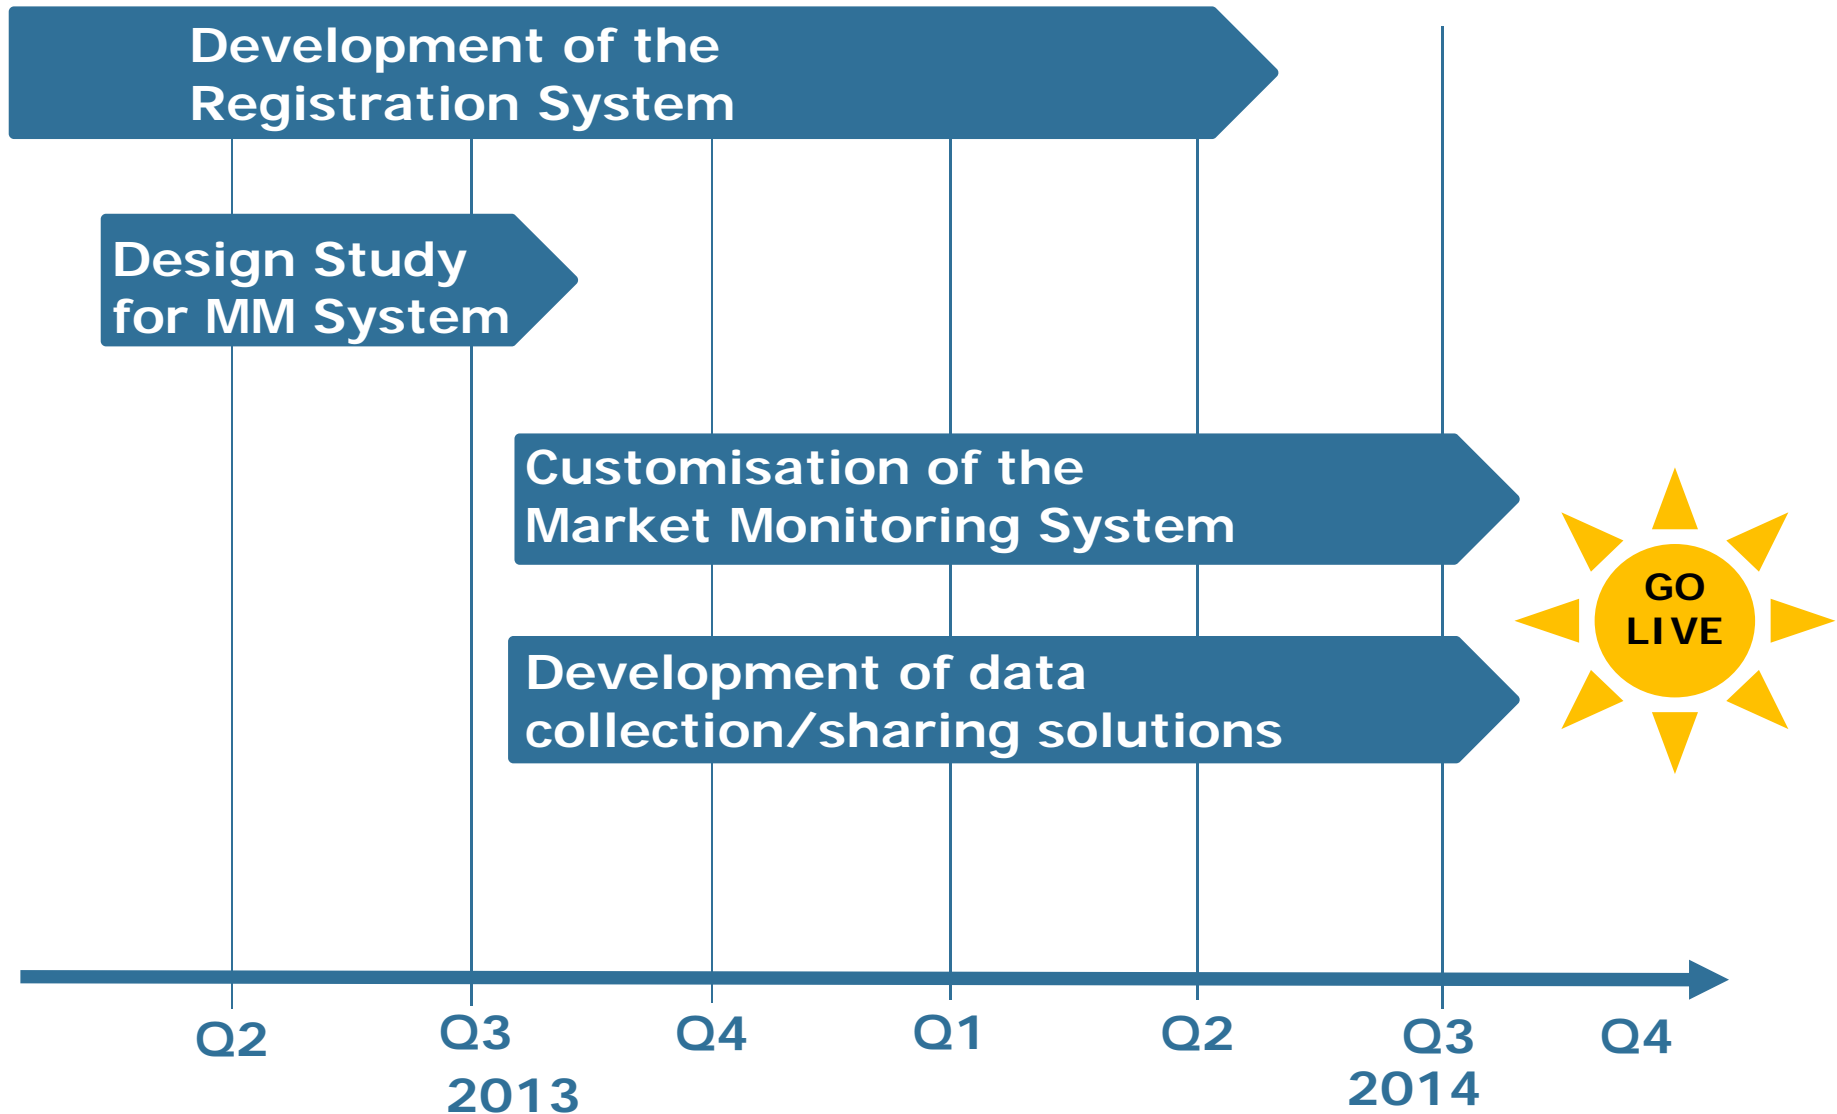 Development of the
Registration System
Design Study
for MM System
Customisation of the
Market Monitoring System
GO
LIVE
Development of data
collection/sharing solutions
Q2
Q3
Q4
Q1
Q2
Q3
Q4
2013
2014